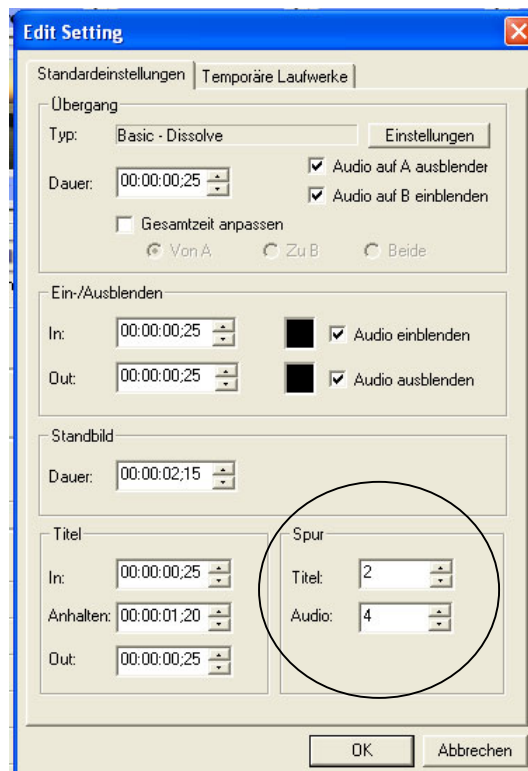 Edit Setting
Standardeinstellungen Temporäre Laufwerke
Übergang
Typ: Basic - Dissolve Einstellungen
Dauer: 00:00:00;25 Audio auf A ausblender
Audio auf B einblenden
Gesamtzeit anpassen
Von A Zu B Beide
Ein-/Ausblenden
In: 00:00:00;25 Audio einblenden
Out: 00:00:00;25 Audio ausblenden
Standbild
Dauer: 00:00:02;15
Titel
In: 00:00:00;25
Anhalten: 00:00:01;20
Out: 00:00:00;25
Spur
Titel: 2
Audio: 4
OK Abbrechen